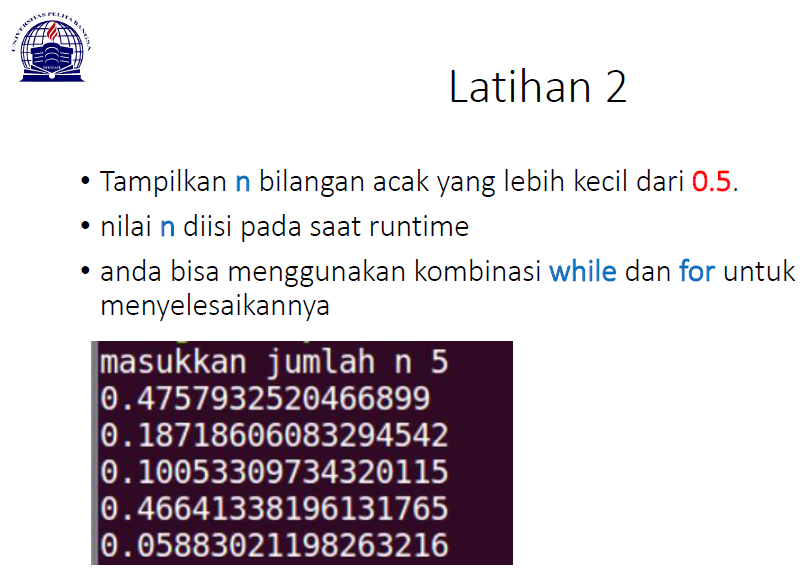 UNIVERSITAS PELITA BANGSA
Latihan 2
• Tampilkan n bilangan acak yang lebih kecil dari 0.5.
• nilai n diisi pada saat runtime
• anda bisa menggunakan kombinasi while dan for untuk
menyelesaikannya
masukkan jumlah n 5
0.4757932520466899
0.18718606083294542
0.10053309734320115
0.46641338196131765
0.05883021198263216